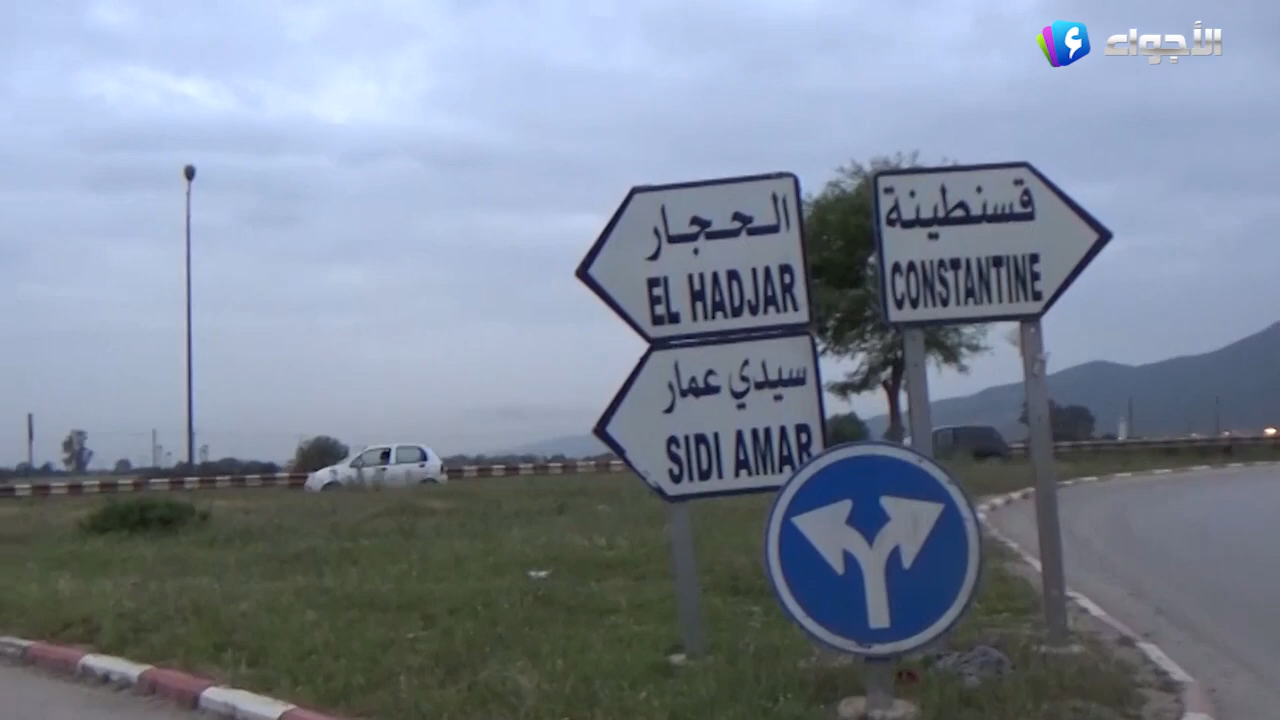 الأجواء
الحجار
EL HADJAR
سيدي عمار
SIDI AMAR
قسنطينة
CONSTANTINE